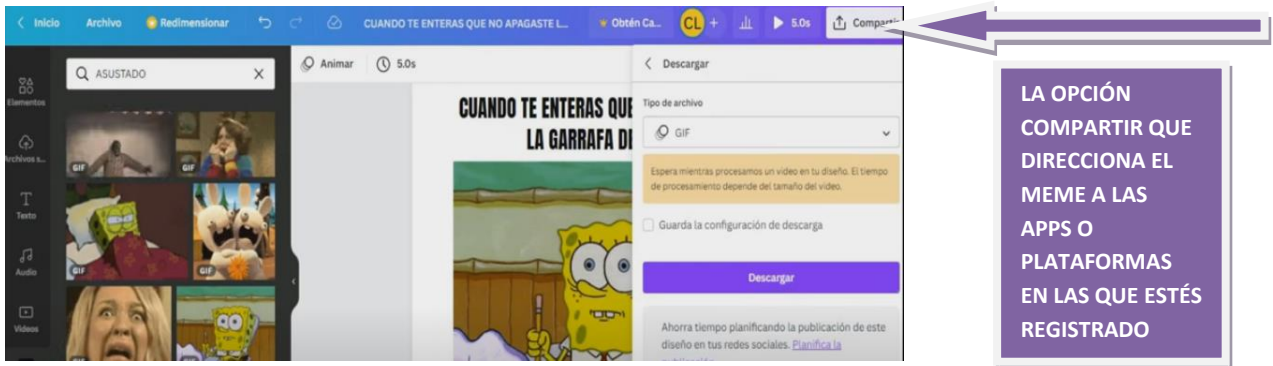 Inicio Archivo Redimensionar CUANDO TE ENTERAS QUE NO APAGASTE L... Obtén Ca... CL + 5.0s Compartir
ASUSTADO
Animar 5.0s
Descargar
Elementos
Archivos s...
Texto
Audio
Videos
GIF GIF
GIF GIF
CUANDO TE ENTERAS QUE
LA GARRAFA DE
Tipo de archivo
GIF
Espera mientras procesamos un video en tu diseño. El tiempo
de procesamiento depende del tamaño del video.
Guarda la configuración de descarga
Descargar
Ahorra tiempo planificando la publicación de este
diseño en tus redes sociales. Planifica la
LA OPCIÓN
COMPARTIR QUE
DIRECCIONA EL
MEME A LAS
APPS O
PLATAFORMAS
EN LAS QUE ESTÉS
REGISTRADO